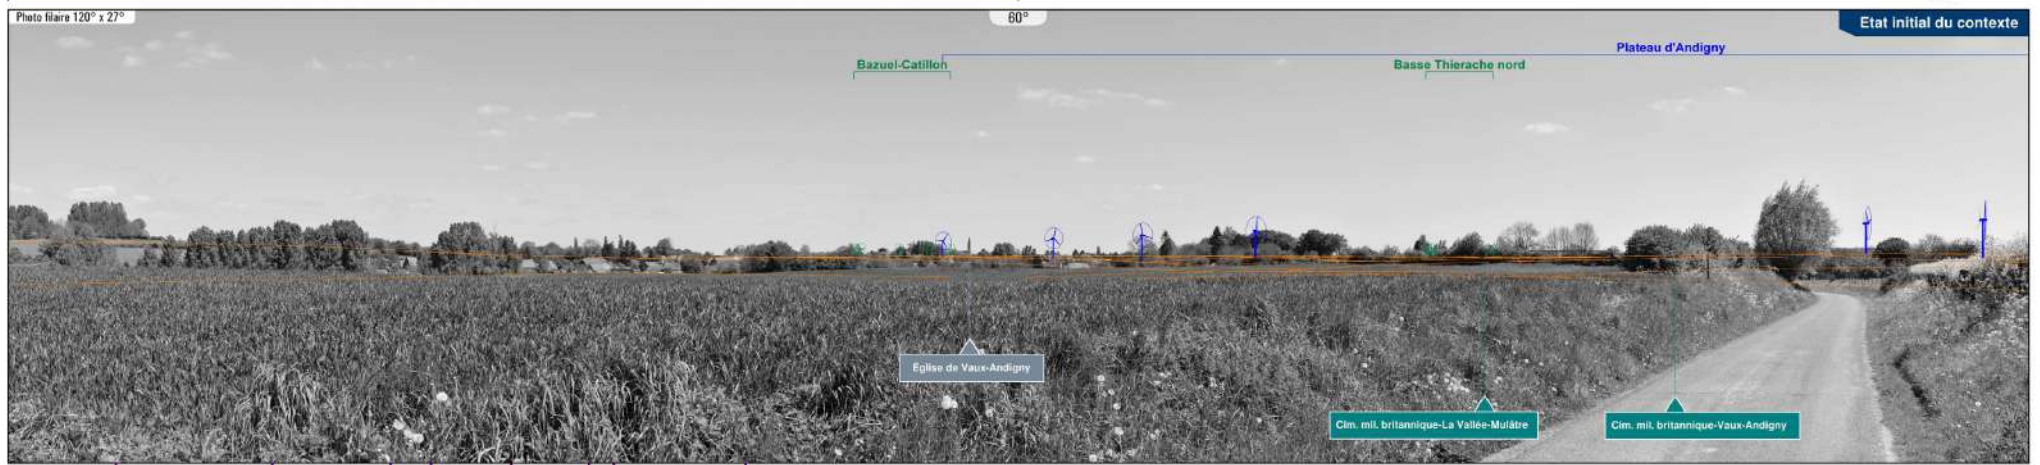 Photo filaire 120° x 27°
60°
Etat initial du contexte
Plateau d'Andigny
Bazuel-Catillon
Basse Thierache nord
Eglise de Vaux-Andigny
Cim. mil. britannique-La Vallée-Mulâtre
Cim. mil. britannique-Vaux-Andigny